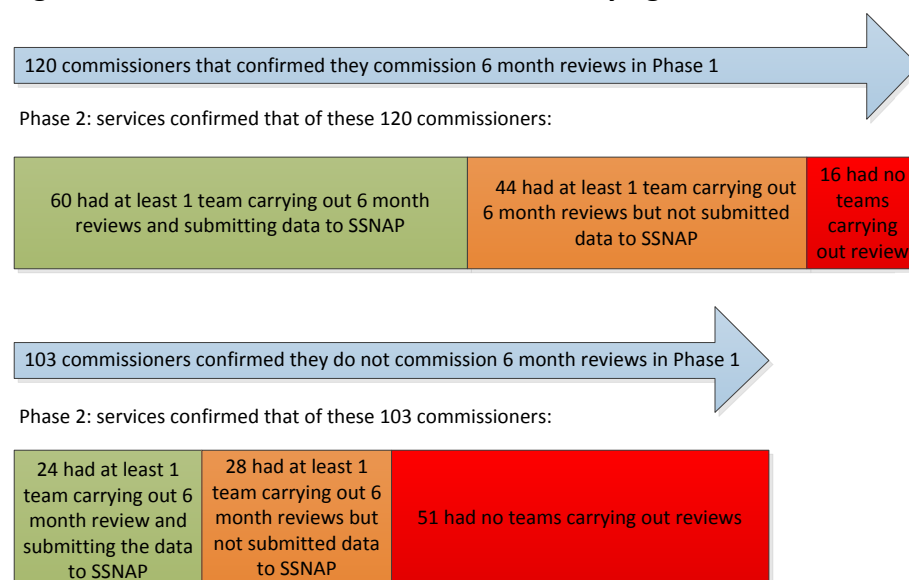 120 commissioners that confirmed they commission 6 month reviews in Phase 1
Phase 2: services confirmed that of these 120 commissioners:
60 had at least 1 team carrying out 6 month
reviews and submitting data to SSNAP
44 had at least 1 team carrying out
6 month reviews but not submitted
data to SSNAP
16 had no
teams
carrying
out review
103 commissioners confirmed they do not commission 6 month reviews in Phase 1
Phase 2: services confirmed that of these 103 commissioners:
24 had at least 1
team carrying out 6
month review and
submitting the data
to SSNAP
28 had at least 1
team carrying out 6
month reviews but
not submitted data
to SSNAP
51 had no teams carrying out reviews